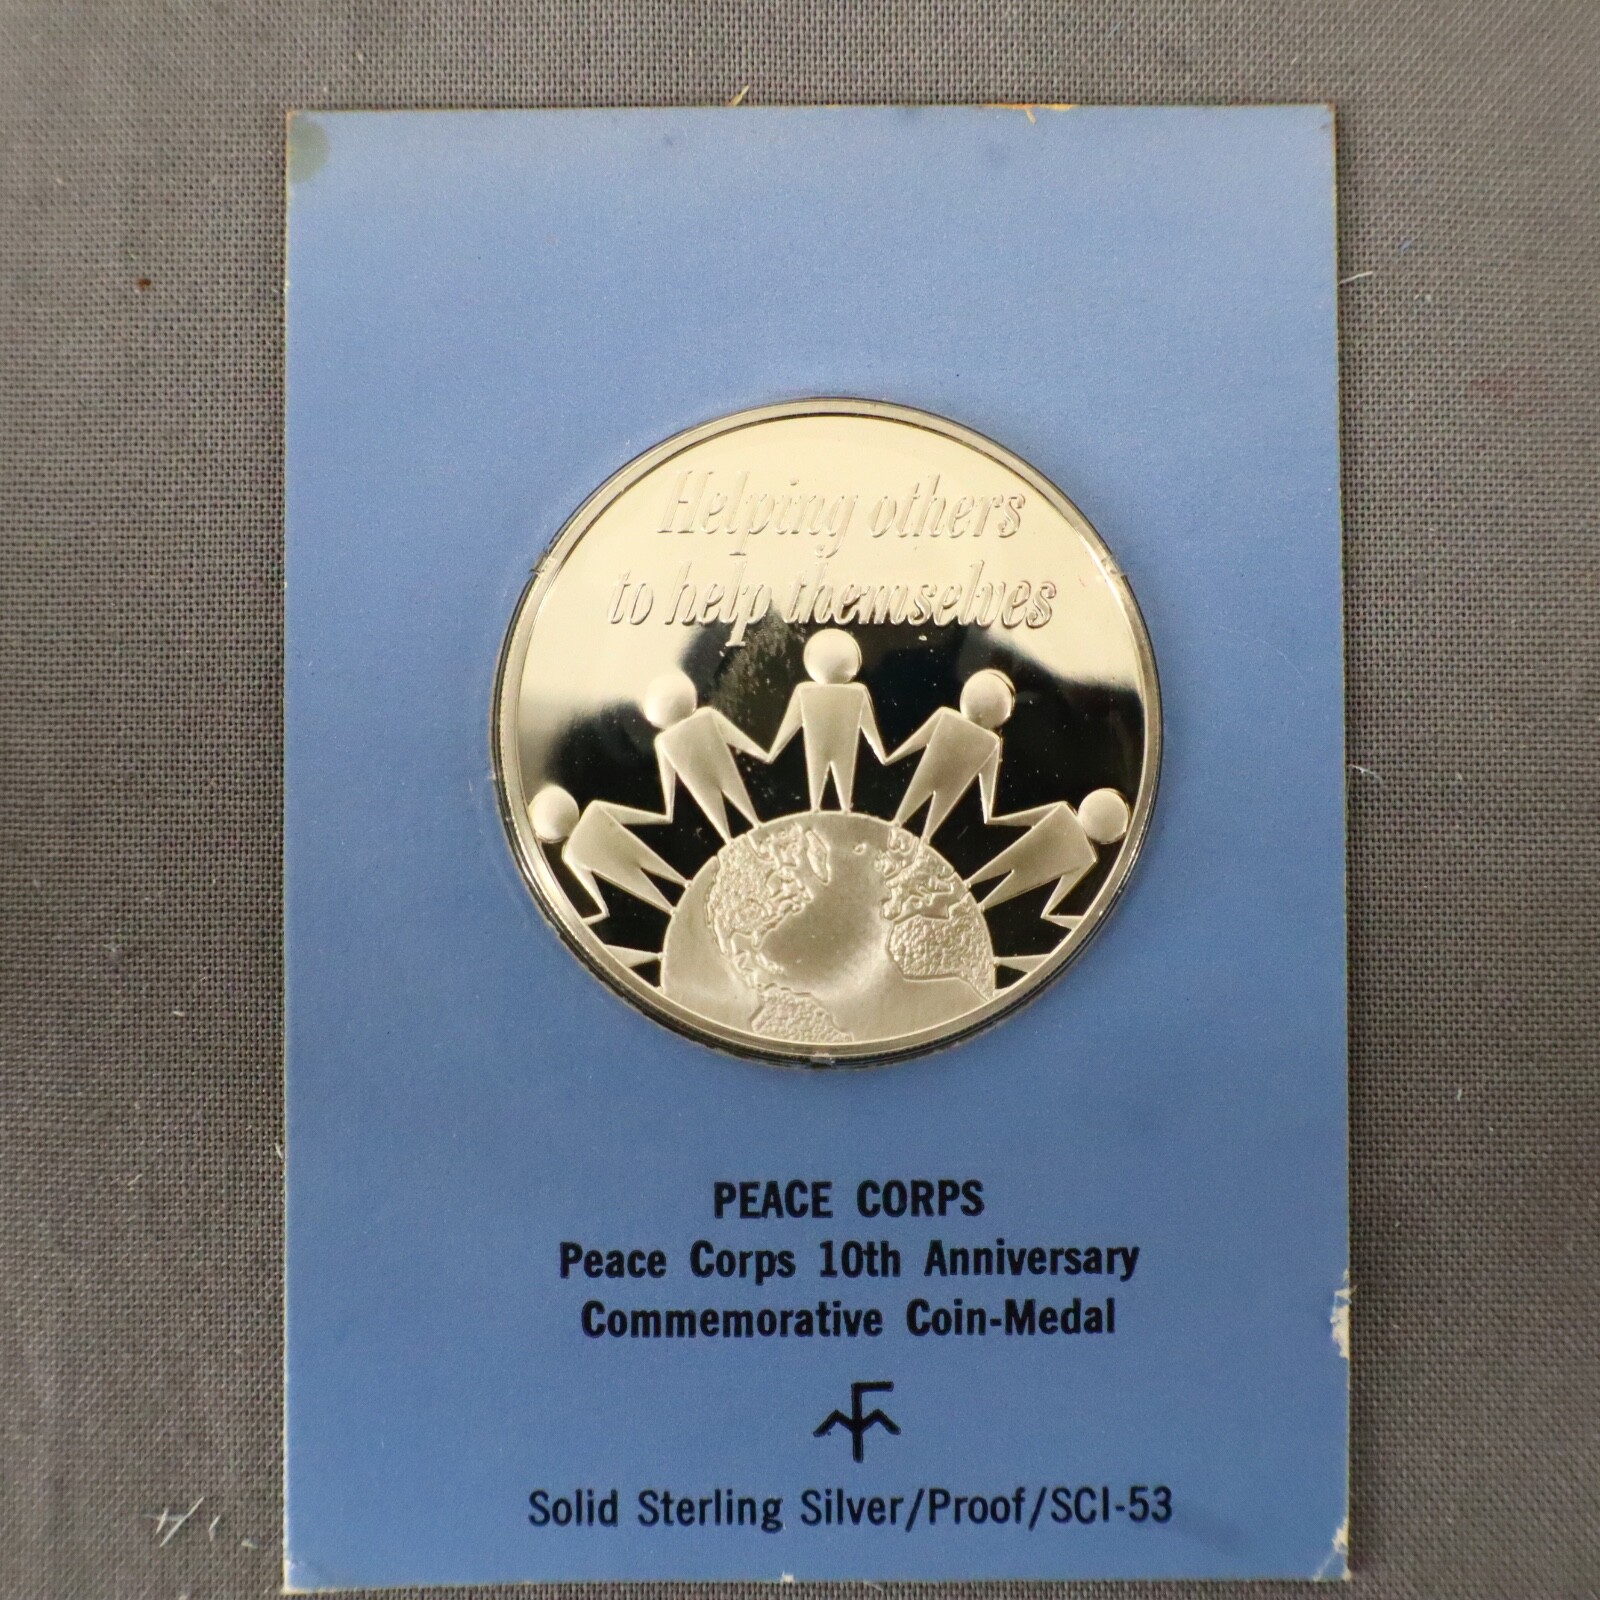 Helping others
to help themselves
PEACE CORPS
Peace Corps 10th Anniversary
Commemorative Coin-Medal
Solid Sterling Silver/Proof/SCI-53